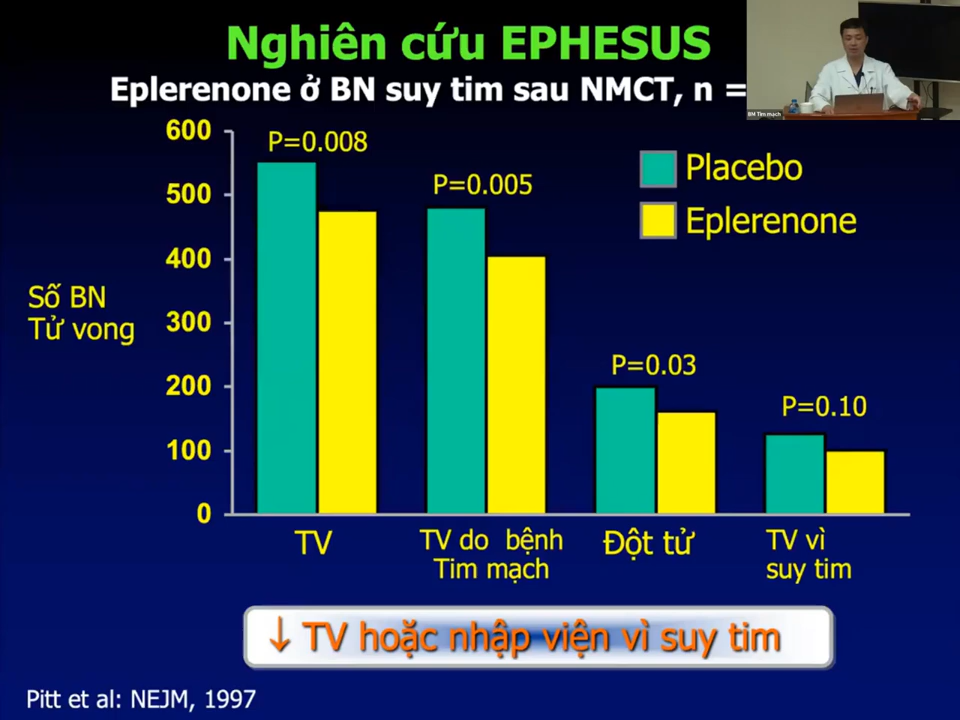 Nghiên cứu EPHESUS
Eplerenone ở BN suy tim sau NMCT, n =
BM Tim mạch
600
500
400
300
200
100
0
Số BN
Tử vong
P=0.008
P=0.005
P=0.03
P=0.10
Placebo
Eplerenone
TV
TV do bệnh
Tim mạch
Đột tử
TV vì
suy tim
↓ TV hoặc nhập viện vì suy tim
Pitt et al: NEJM, 1997